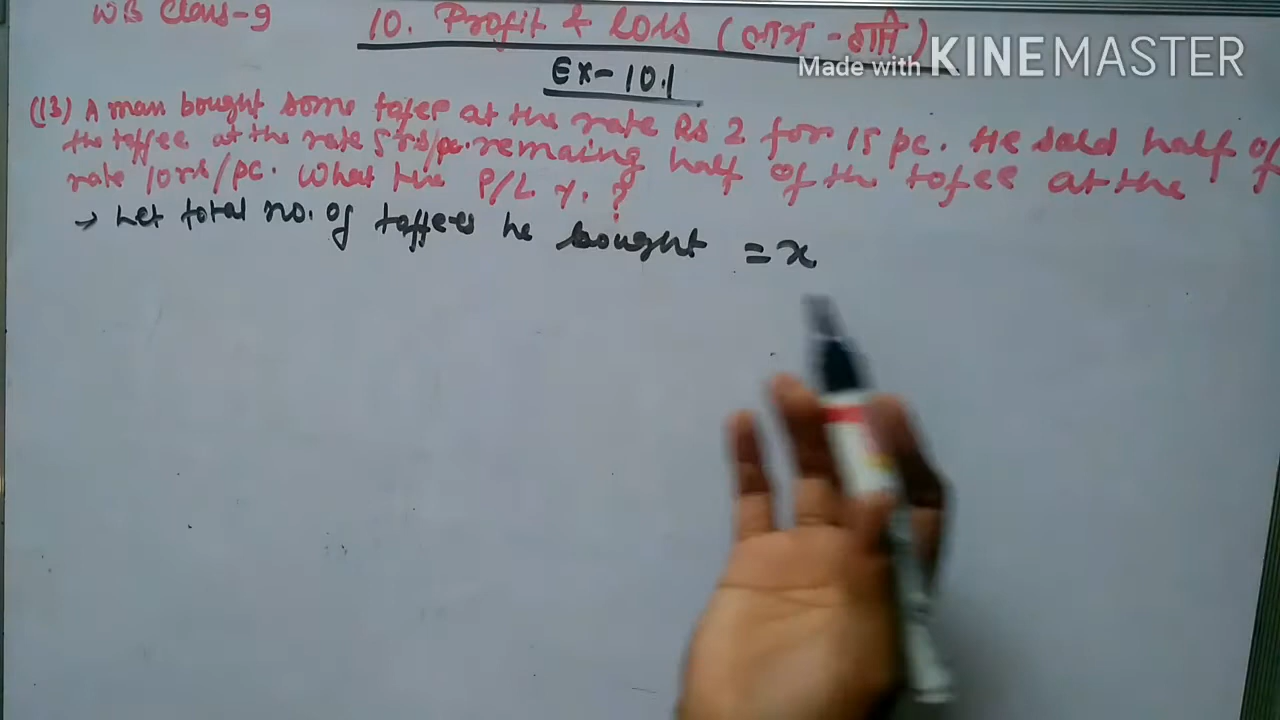 WB Class-9
10. Profit & Loss (লাভ-ক্ষতি)
Made with KINEMASTER
Ex-10.1
(13) A man bought some tofee at the rate Rs 2 for 15 pc. He sold half of
the toffee at the rate 5 rs/pc. remaing half of the tofee at the
rate 10 rs/pc. What the P/L %. ?
→ Let total no. of toffees he bought = x